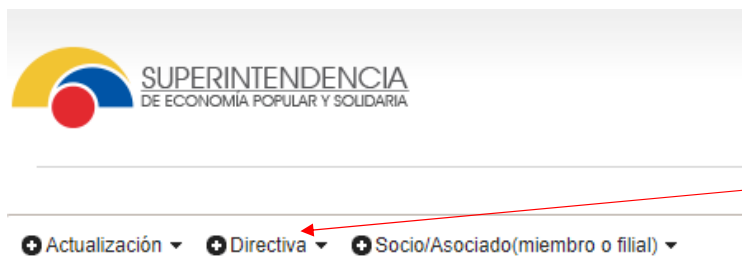 SUPERINTENDENCIA
DE ECONOMÍA POPULAR Y SOLIDARIA
Actualización Directiva Socio/Asociado(miembro o filial)